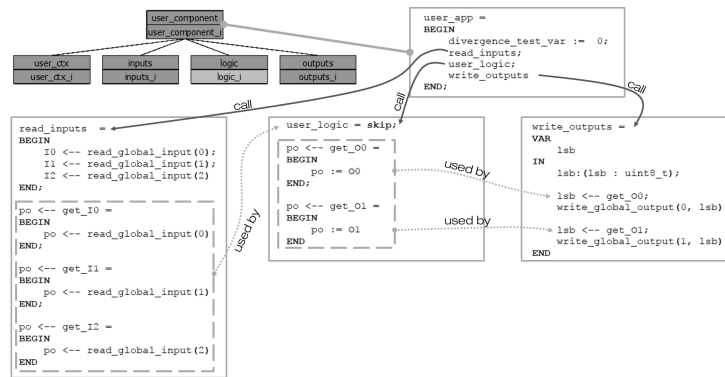 user_component
user_component_i
user_ctx
user_ctx_i
inputs
inputs_i
logic
logic_i
outputs
outputs_i
user_app =
BEGIN
divergence_test_var := 0;
read_inputs;
user_logic;
write_outputs
END;
call
call
call
read_inputs =
BEGIN
I0 <-- read_global_input(0);
I1 <-- read_global_input(1);
I2 <-- read_global_input(2)
END;
po <-- get_I0 =
BEGIN
po <-- read_global_input(0)
END;
po <-- get_I1 =
BEGIN
po <-- read_global_input(1)
END;
po <-- get_I2 =
BEGIN
po <-- read_global_input(2)
END
used by
user_logic = skip;
po <-- get_O0 =
BEGIN
po := O0
END;
po <-- get_O1 =
BEGIN
po := O1
END
used by
used by
write_outputs =
VAR
lsb
IN
lsb:(lsb : uint8_t);
lsb <-- get_O0;
write_global_output(0, lsb)
lsb <-- get_O1;
write_global_output(1, lsb)
END